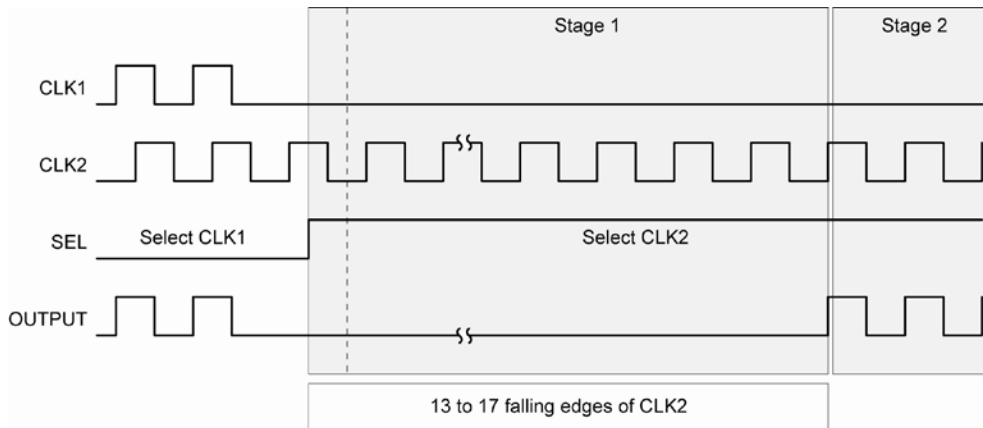 Stage 1
Stage 2
CLK1
CLK2
SEL
Select CLK1
Select CLK2
OUTPUT
13 to 17 falling edges of CLK2